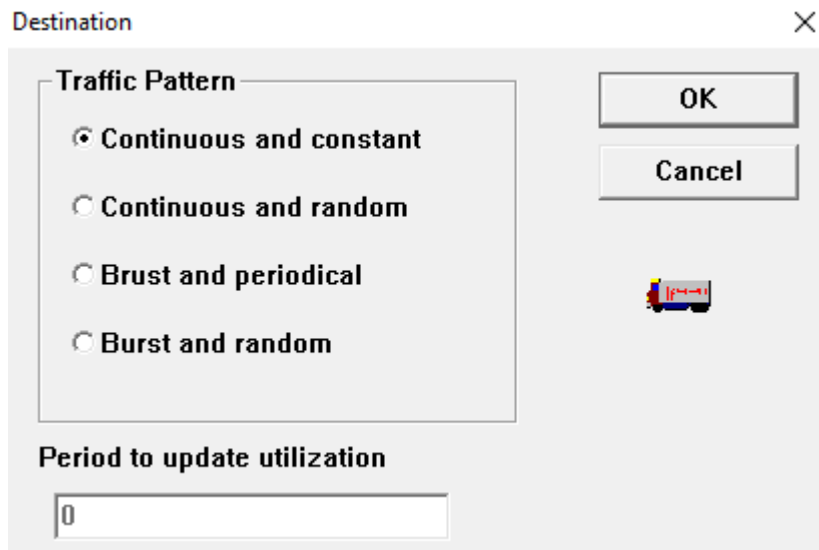 Destination
Traffic Pattern
Continuous and constant
Continuous and random
Brust and periodical
Burst and random
OK
Cancel
Period to update utilization
0